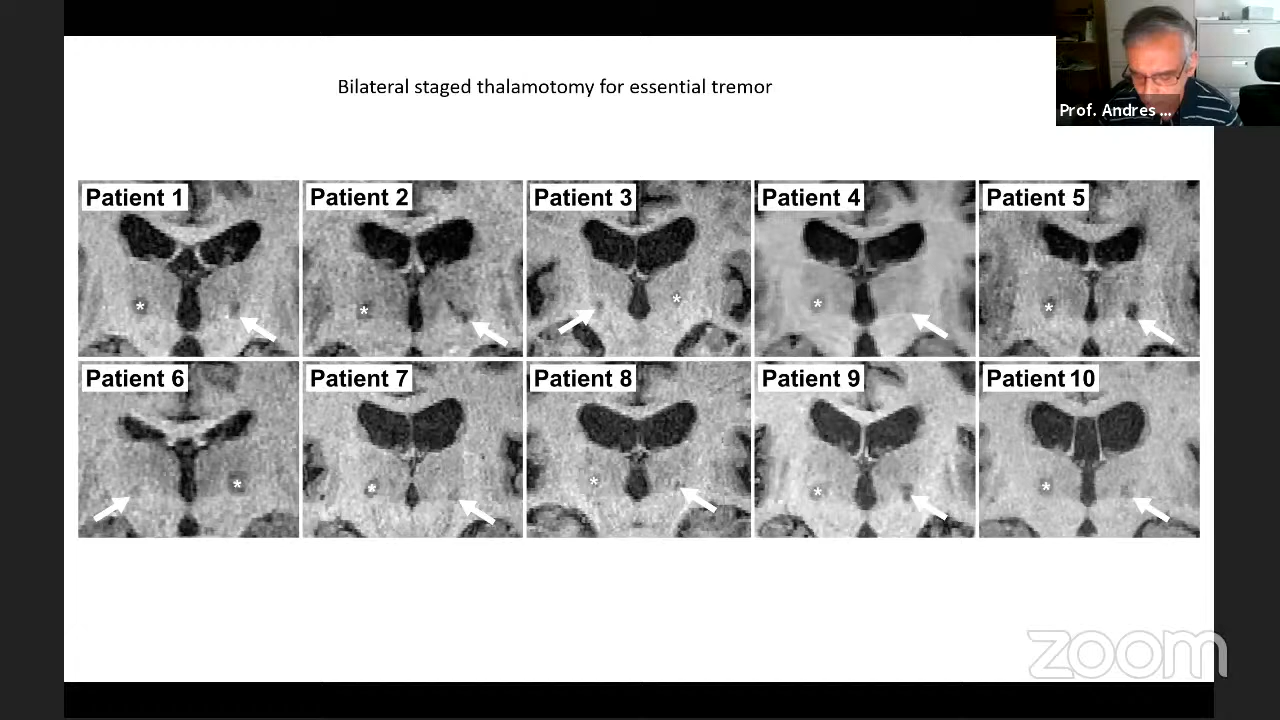 Bilateral staged thalamotomy for essential tremor
Prof. Andres ...
Patient 1
Patient 2
Patient 3
Patient 4
Patient 5
*
*
*
*
*
Patient 6
Patient 7
Patient 8
Patient 9
Patient 10
*
*
*
*
*
zoom